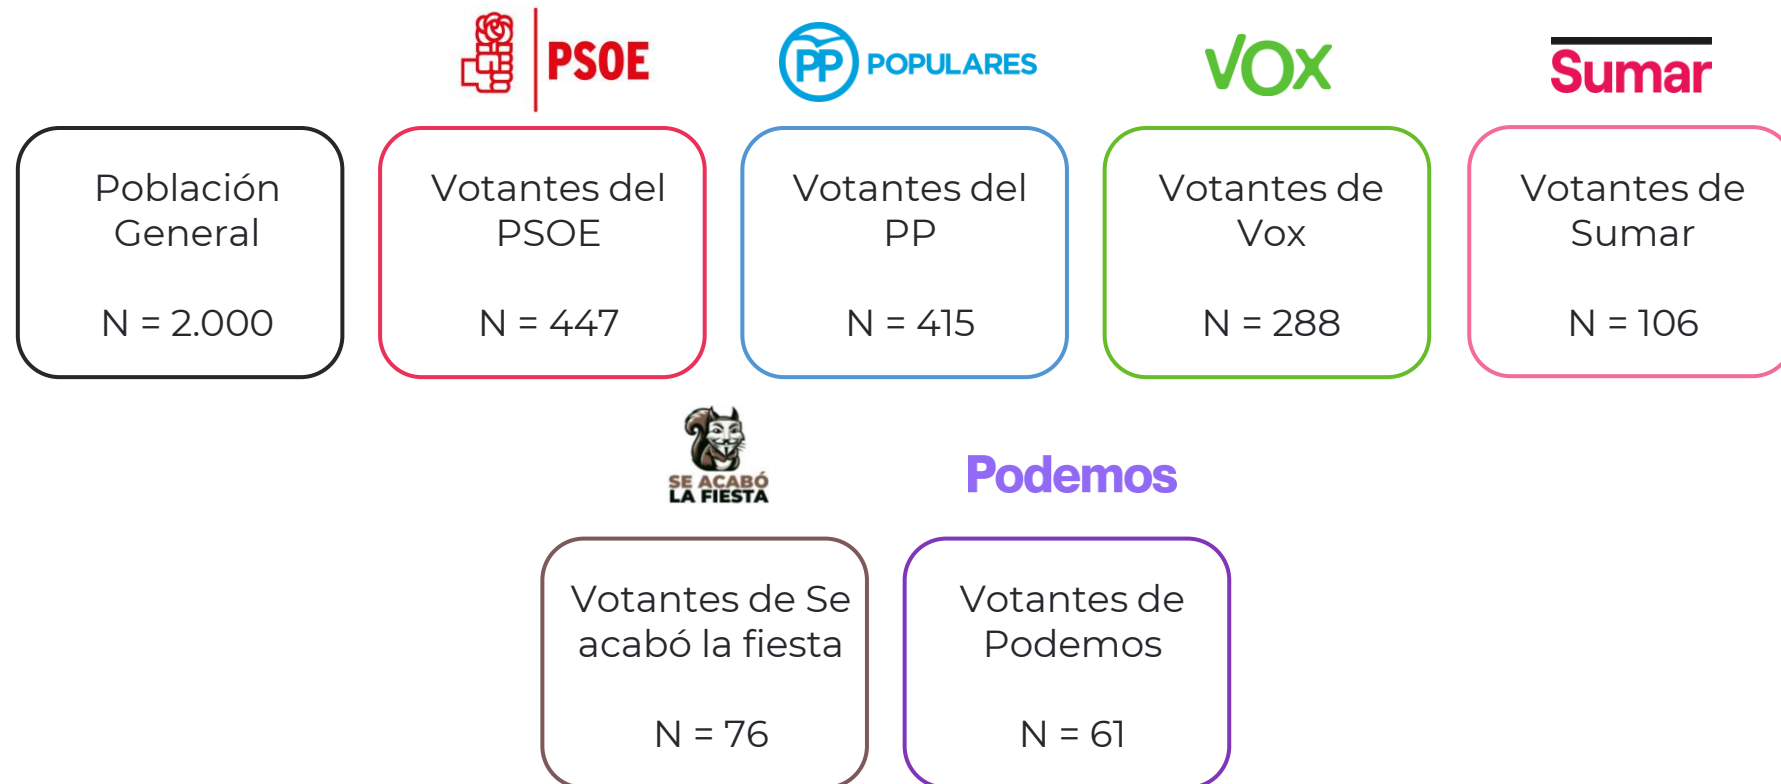 PSOE
PP POPULARES
VOX
Sumar
Población
General
N = 2.000
Votantes del
PSOE
N = 447
Votantes del
PP
N = 415
Votantes de
Vox
N = 288
Votantes de
Sumar
N = 106
SE ACABÓ
LA FIESTA
Podemos
Votantes de Se
acabó la fiesta
N = 76
Votantes de
Podemos
N = 61